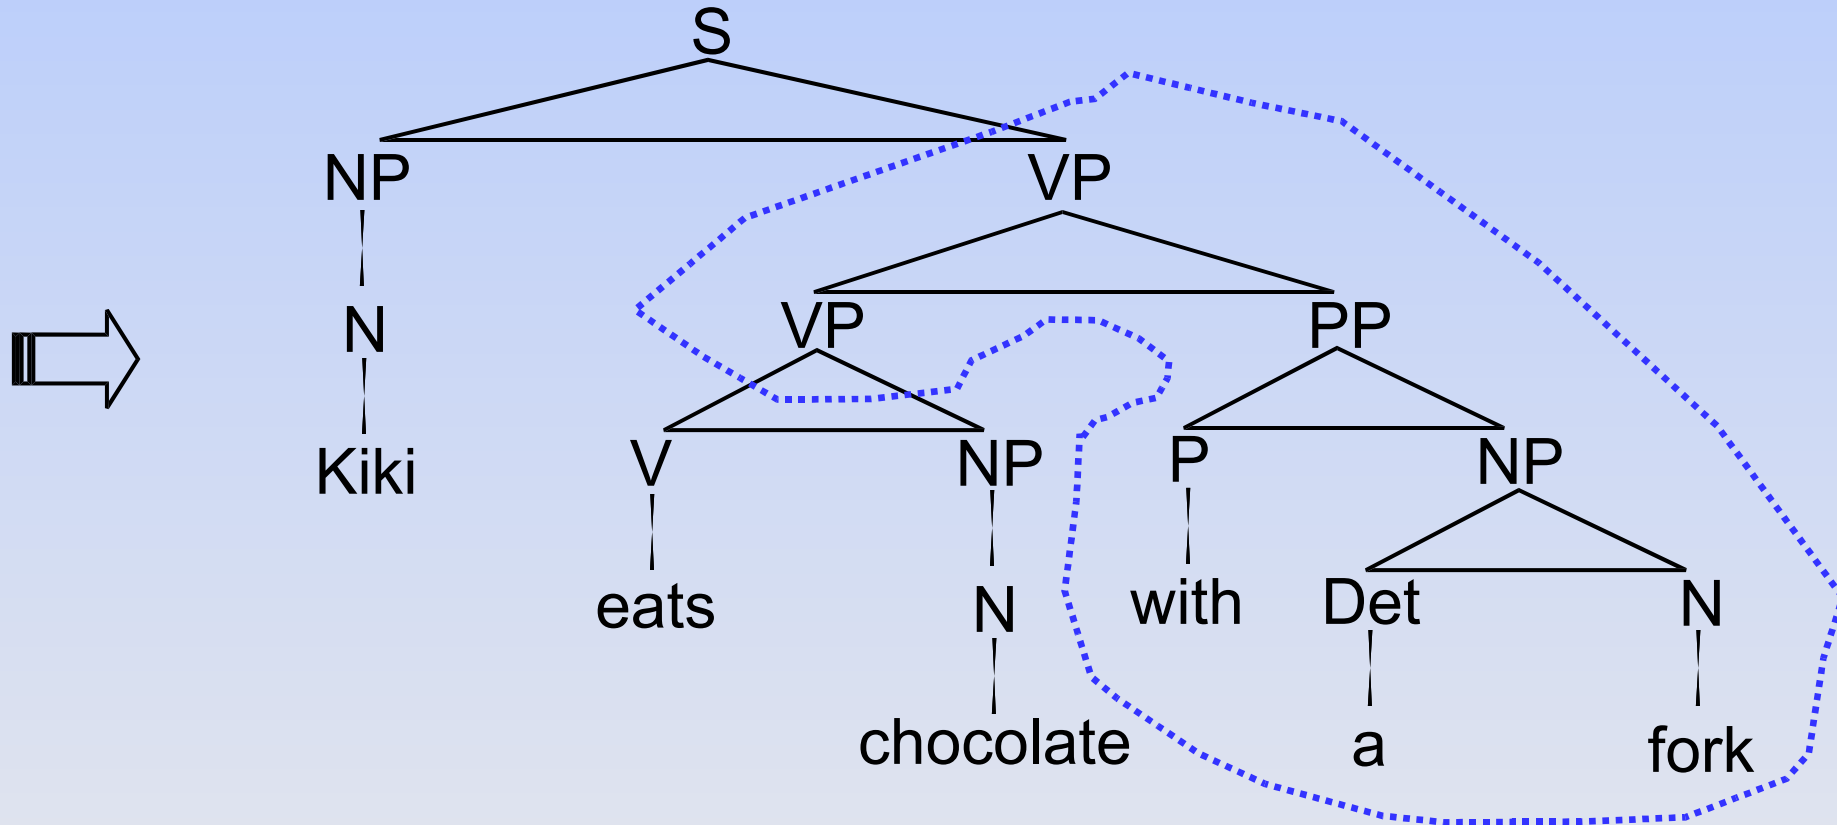 S
NP VP
N VP PP
Kiki V NP P NP
eats N with Det N
chocolate a fork